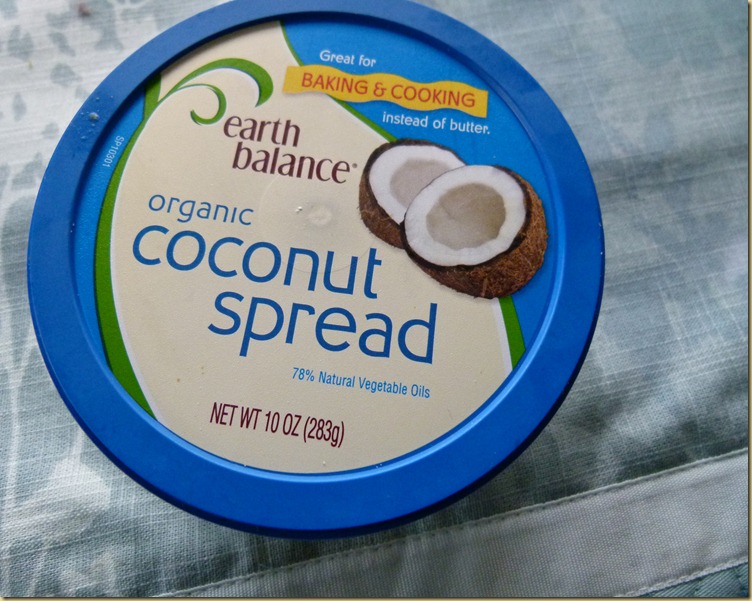 Great for
BAKING & COOKING
instead of butter.
earth
balance®
organic
coconut
spread
78% Natural Vegetable Oils
NET WT 10 OZ (283g)
SP10301